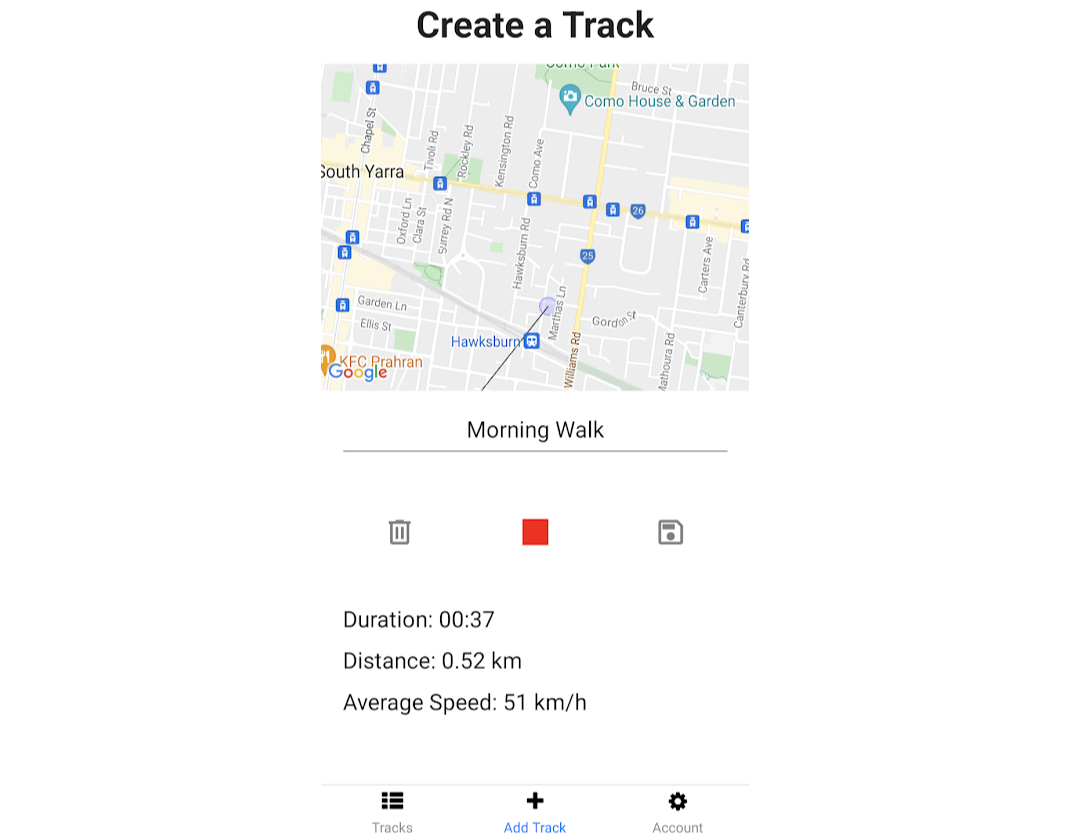 Create a Track
Como Park
Bruce St
Como House & Garden
Chapel St
Tivoli Rd
Rockley Rd
Kensington Rd
Como Ave
South Yarra
26
Oxford Ln
Clara St
Surrey Rd N
Hawksburn Rd
25
Carters Ave
Canterbury Rd
Garden Ln
Ellis St
Marthas Ln
Gordon St
Hawksburn
Williams Rd
Mathoura Rd
KFC Prahran
Google
Morning Walk
Duration: 00:37
Distance: 0.52 km
Average Speed: 51 km/h
Tracks
Add Track
Account